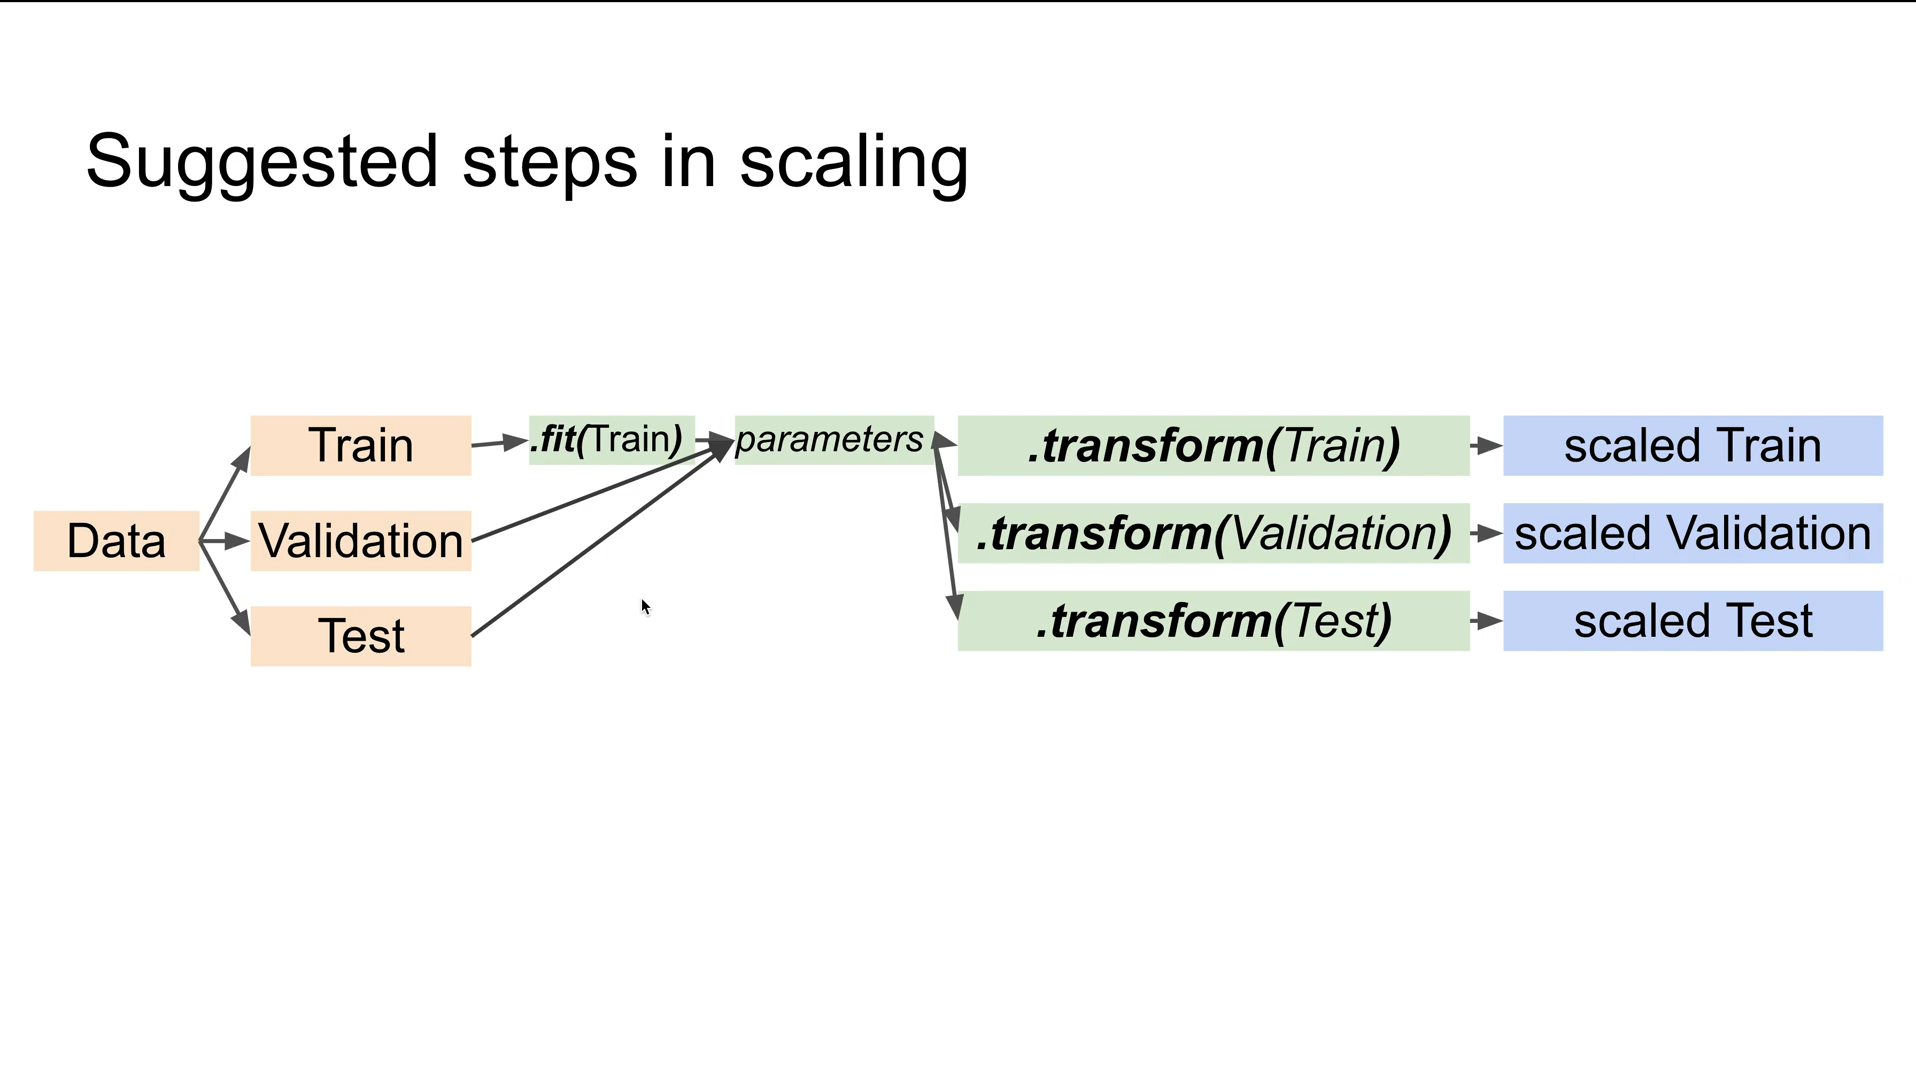 Suggested steps in scaling
Data
Train
Validation
Test
.fit(Train)
parameters
.transform(Train)
.transform(Validation)
.transform(Test)
scaled Train
scaled Validation
scaled Test